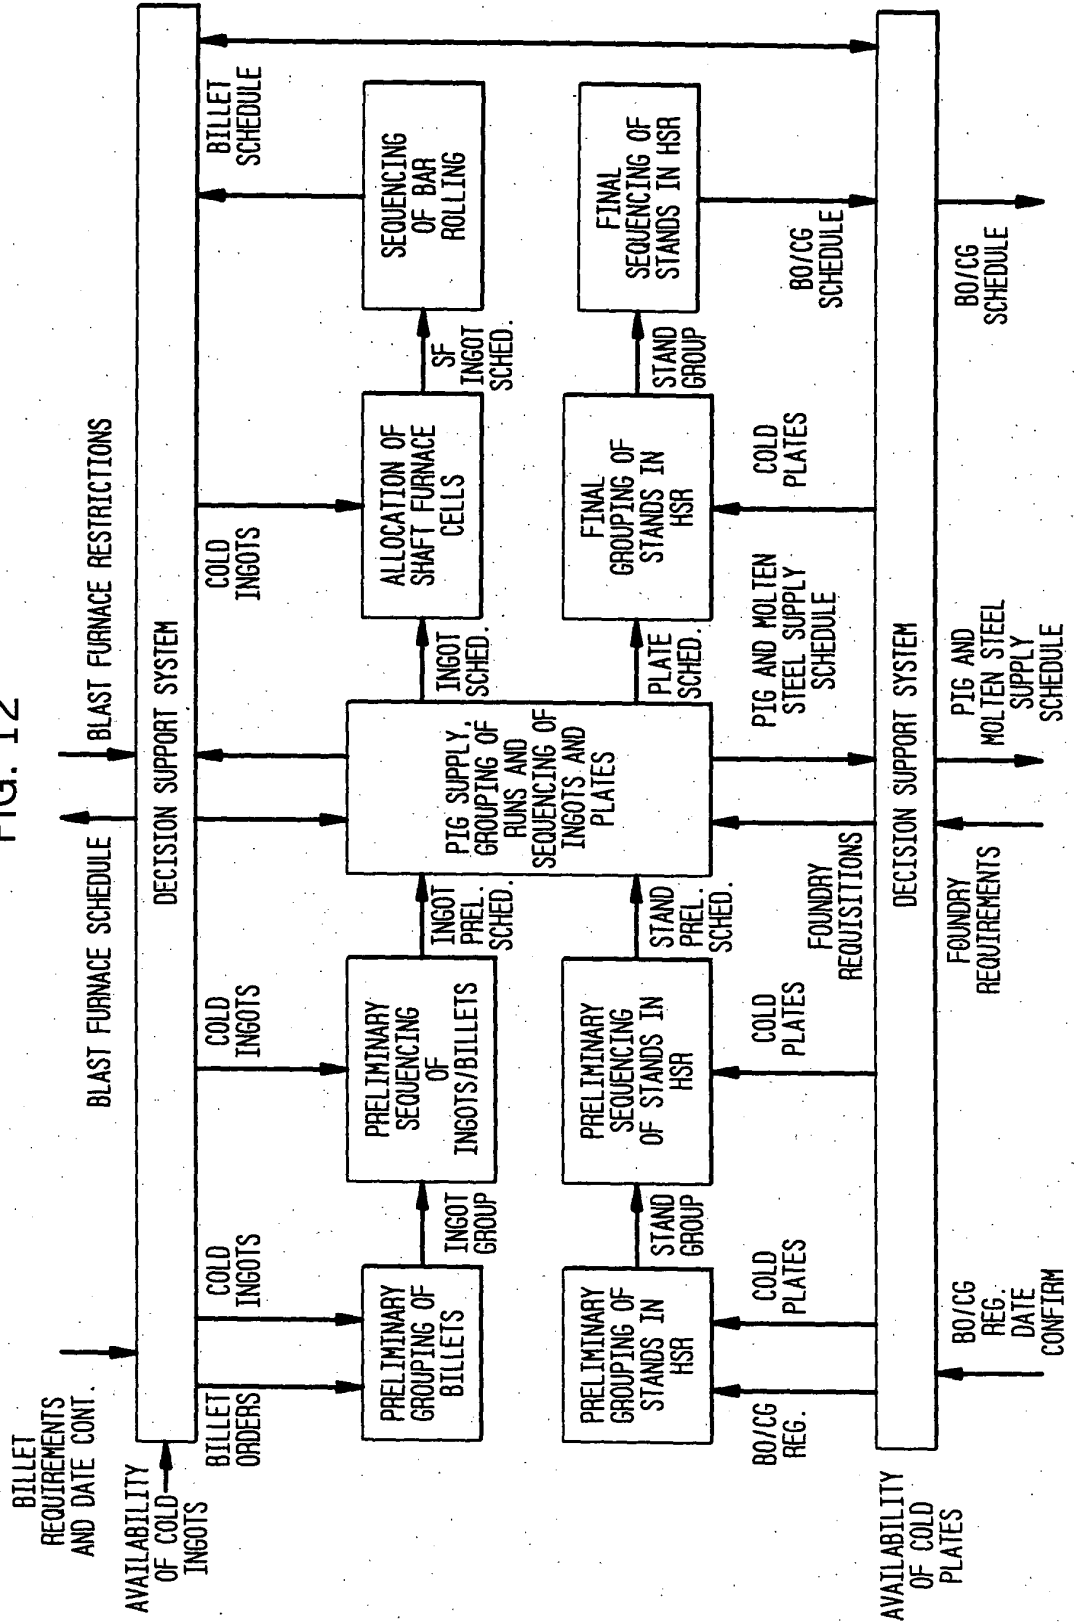 FIG. 12
BILLET
REQUIREMENTS
AND DATE CONT.
BLAST FURNACE SCHEDULE
BLAST FURNACE RESTRICTIONS
AVAILABILITY
OF COLD
INGOTS
DECISION SUPPORT SYSTEM
BILLET
ORDERS
COLD
INGOTS
COLD
INGOTS
COLD
INGOTS
BILLET
SCHEDULE
PRELIMINARY
GROUPING OF
BILLETS
INGOT
GROUP
PRELIMINARY
SEQUENCING
OF
INGOTS/BILLETS
INGOT
PREL.
SCHED.
PIG SUPPLY,
GROUPING OF
RUNS AND
SEQUENCING OF
INGOTS AND
PLATES
INGOT
SCHED.
ALLOCATION OF
SHAFT FURNACE
CELLS
SF
INGOT
SCHED.
SEQUENCING
OF BAR
ROLLING
PRELIMINARY
GROUPING OF
STANDS IN
HSR
STAND
GROUP
PRELIMINARY
SEQUENCING
OF STANDS IN
HSR
STAND
PREL.
SCHED.
PLATE
SCHED.
FINAL
GROUPING OF
STANDS IN
HSR
STAND
GROUP
FINAL
SEQUENCING OF
STANDS IN HSR
BO/CG
REG.
COLD
PLATES
COLD
PLATES
FOUNDRY
REQUISITIONS
PIG AND MOLTEN
STEEL SUPPLY
SCHEDULE
COLD
PLATES
BO/CG
SCHEDULE
AVAILABILITY
OF COLD
PLATES
DECISION SUPPORT SYSTEM
BO/CG
REG.
DATE
CONFIRM
FOUNDRY
REQUIREMENTS
PIG AND
MOLTEN STEEL
SUPPLY
SCHEDULE
BO/CG
SCHEDULE